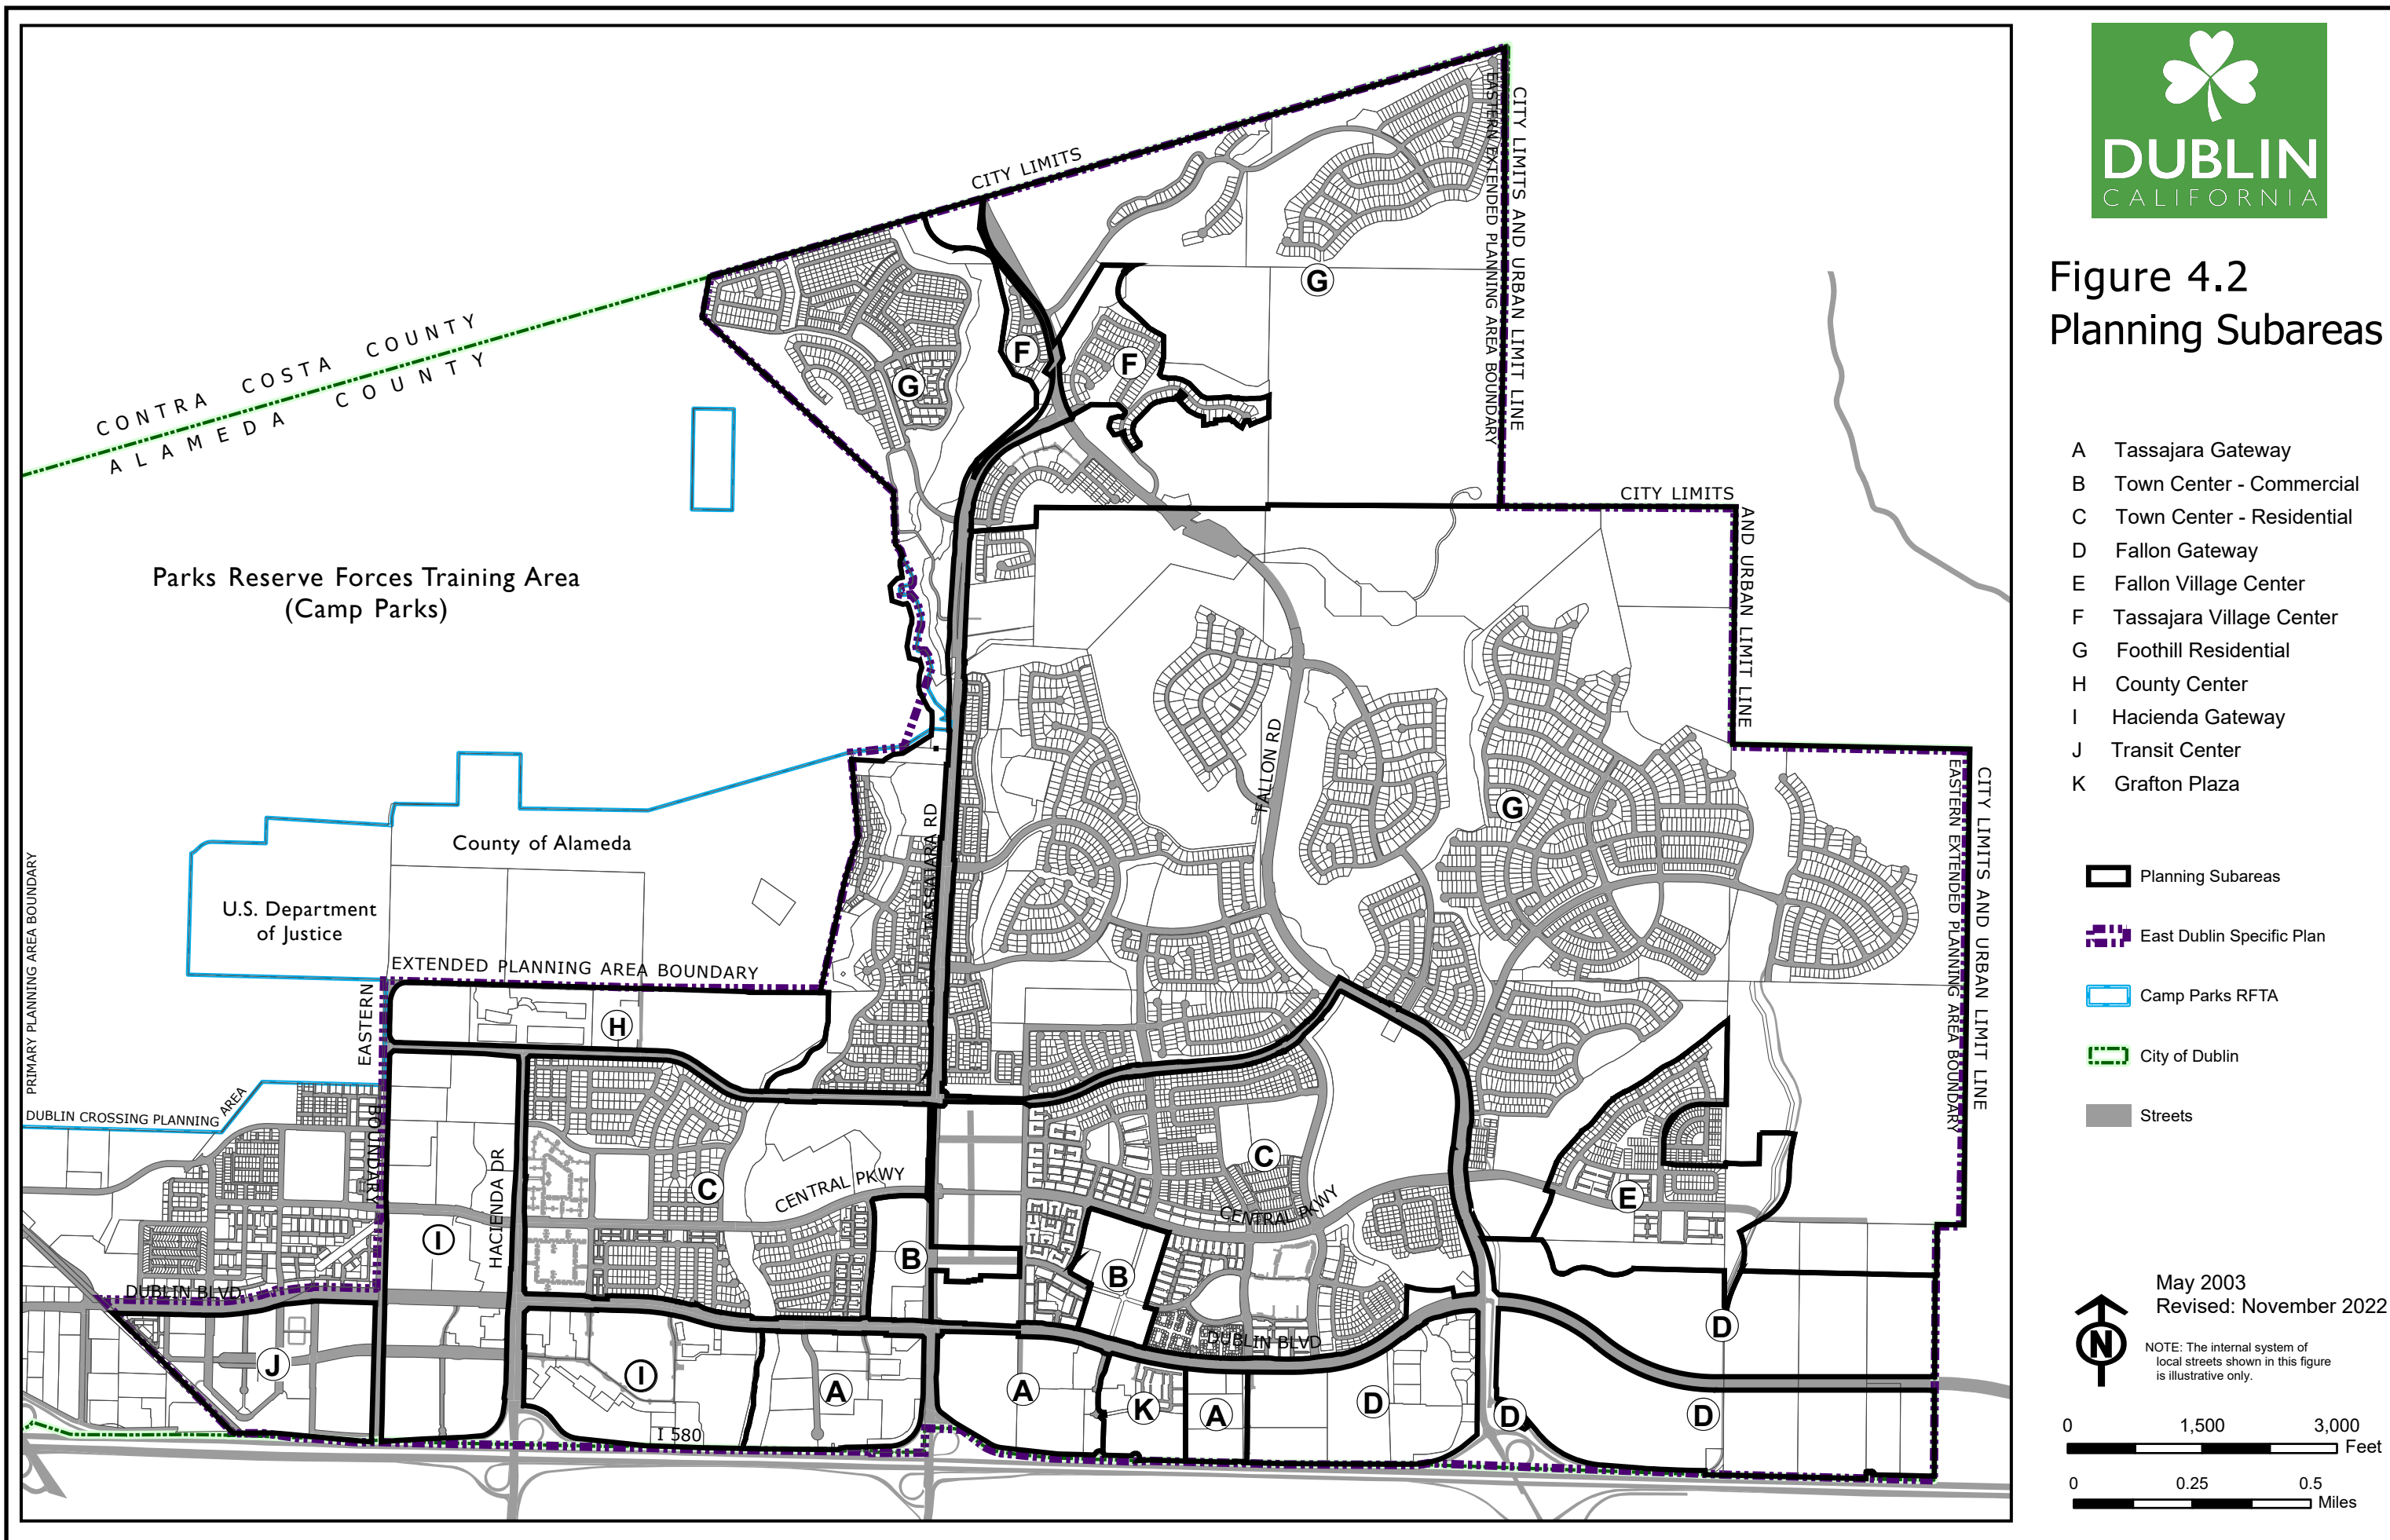 DUBLIN
CALIFORNIA
Figure 4.2
Planning Subareas
A Tassajara Gateway
B Town Center - Commercial
C Town Center - Residential
D Fallon Gateway
E Fallon Village Center
F Tassajara Village Center
G Foothill Residential
H County Center
I Hacienda Gateway
J Transit Center
K Grafton Plaza
Planning Subareas
East Dublin Specific Plan
Camp Parks RFTA
City of Dublin
Streets
May 2003
Revised: November 2022
N
NOTE: The internal system of
local streets shown in this figure
is illustrative only.
0 1,500 3,000
Feet
0 0.25 0.5
Miles
CITY LIMITS
CITY LIMITS AND URBAN LIMIT LINE
EASTERN EXTENDED PLANNING AREA BOUNDARY
CONTRA COSTA COUNTY
ALAMEDA COUNTY
G
F
F
G
CITY LIMITS
AND URBAN LIMIT LINE
Parks Reserve Forces Training Area
(Camp Parks)
FALLON RD
TASSAJARA RD
G
CITY LIMITS AND URBAN LIMIT LINE
EASTERN EXTENDED PLANNING AREA BOUNDARY
County of Alameda
U.S. Department
of Justice
PRIMARY PLANNING AREA BOUNDARY
EXTENDED PLANNING AREA BOUNDARY
EASTERN
BOUNDARY
H
DUBLIN CROSSING PLANNING AREA
HACIENDA DR
C
CENTRAL PKWY
C
CENTRAL PKWY
E
I
B
B
DUBLIN BLVD
DUBLIN BLVD
D
J
I
A
A
K
A
D
D
D
I 580